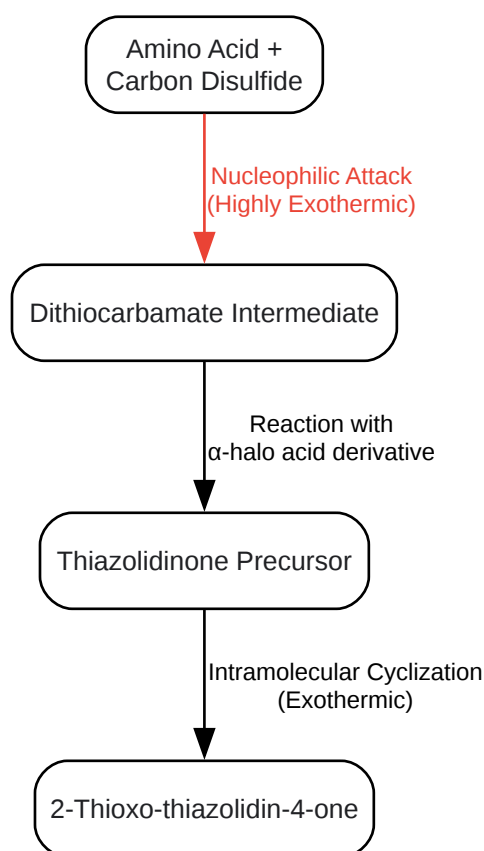 Amino Acid +
Carbon Disulfide
Nucleophilic Attack
(Highly Exothermic)
Dithiocarbamate Intermediate
Reaction with
α-halo acid derivative
Thiazolidinone Precursor
Intramolecular Cyclization
(Exothermic)
2-Thioxo-thiazolidin-4-one